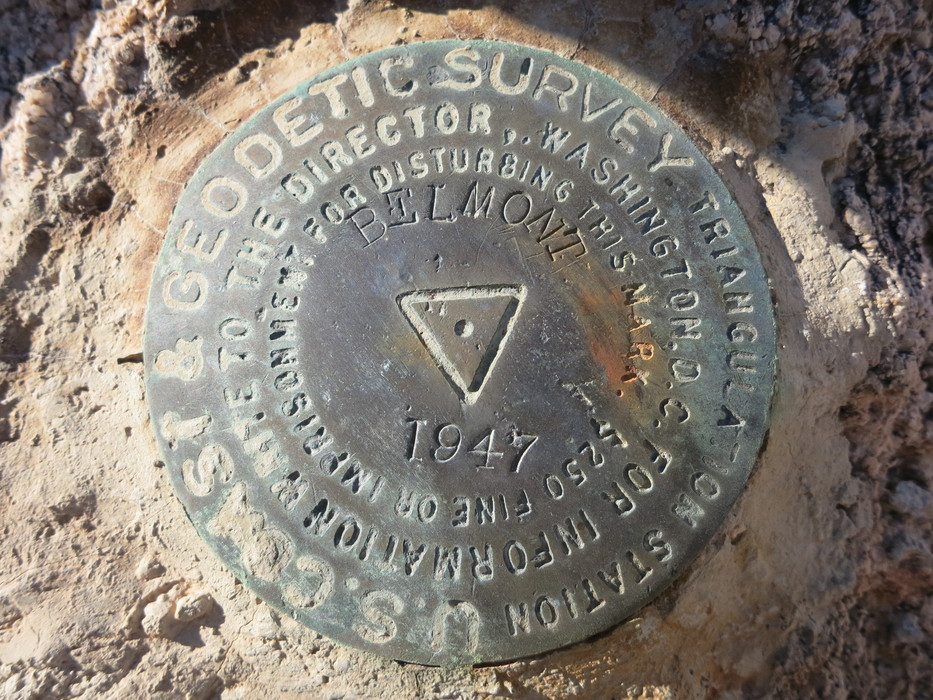 U.S. COAST & GEODETIC SURVEY
TRIANGULATION STATION
WRITE TO THE DIRECTOR, WASHINGTON, D.C. FOR INFORMATION
$250 FINE OR IMPRISONMENT FOR DISTURBING THIS MARK.
BELMONT
1947